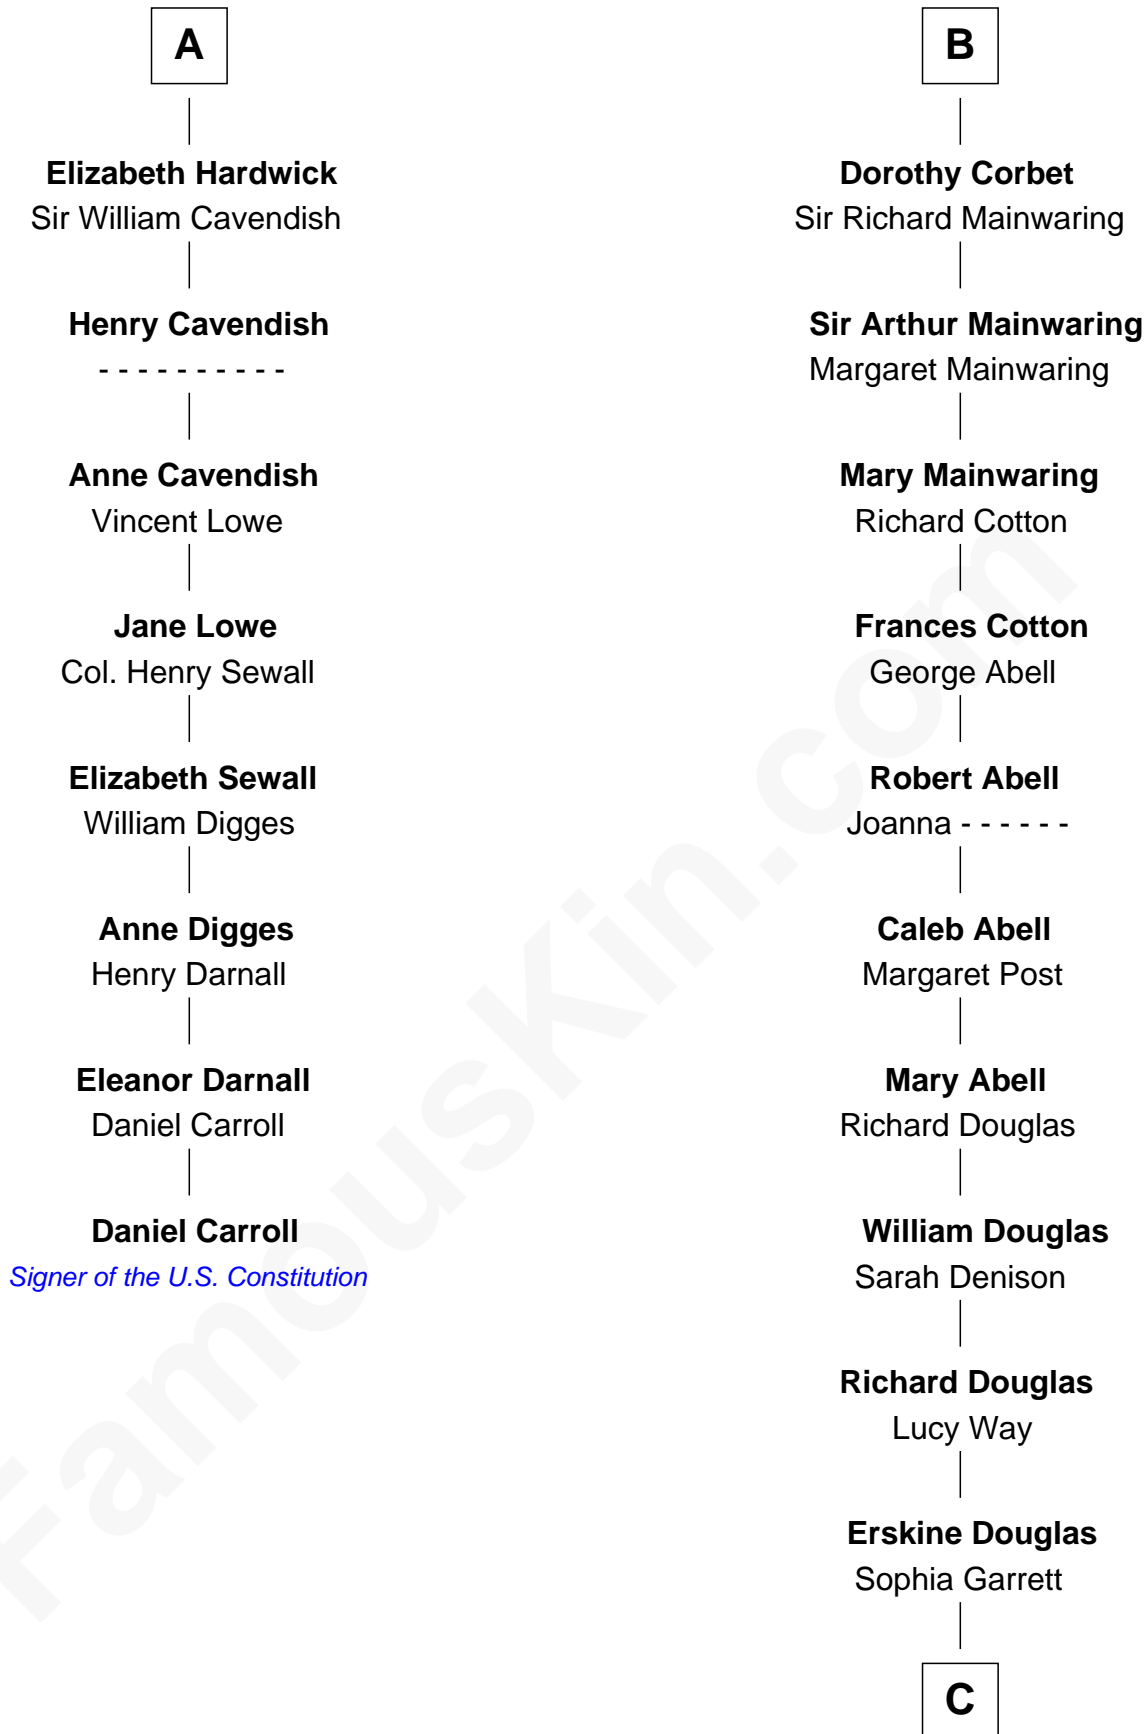 A
Elizabeth Hardwick
Sir William Cavendish
Henry Cavendish
- - - - - - - - - -
Anne Cavendish
Vincent Lowe
Jane Lowe
Col. Henry Sewall
Elizabeth Sewall
William Digges
Anne Digges
Henry Darnall
Eleanor Darnall
Daniel Carroll
Daniel Carroll
Signer of the U.S. Constitution
B
Dorothy Corbet
Sir Richard Mainwaring
Sir Arthur Mainwaring
Margaret Mainwaring
Mary Mainwaring
Richard Cotton
Frances Cotton
George Abell
Robert Abell
Joanna - - - - - -
Caleb Abell
Margaret Post
Mary Abell
Richard Douglas
William Douglas
Sarah Denison
Richard Douglas
Lucy Way
Erskine Douglas
Sophia Garrett
C
FamousKin.com